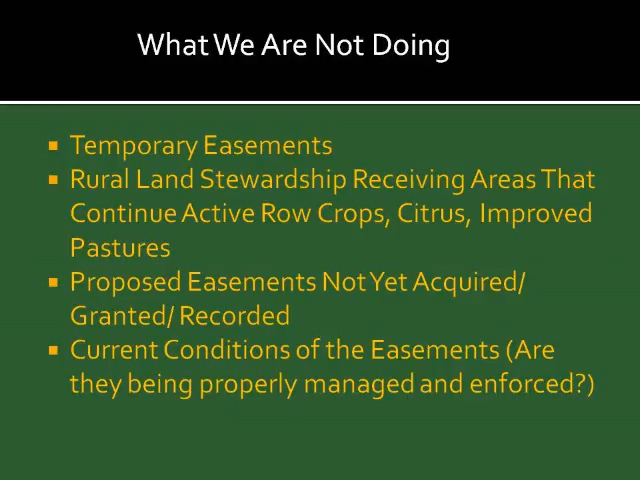 What We Are Not Doing
▪ Temporary Easements
▪ Rural Land Stewardship Receiving Areas That
Continue Active Row Crops, Citrus, Improved
Pastures
▪ Proposed Easements Not Yet Acquired/
Granted/ Recorded
▪ Current Conditions of the Easements (Are
they being properly managed and enforced?)